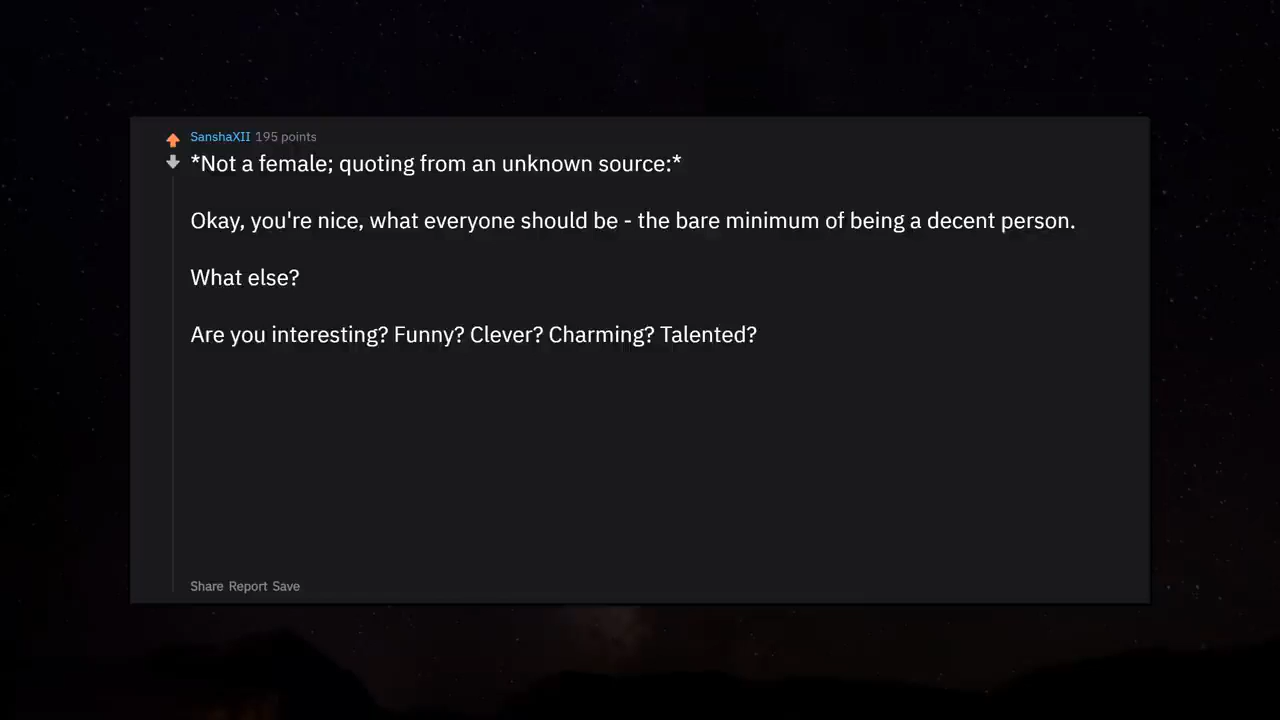 SanshaXII 195 points
*Not a female; quoting from an unknown source:*
Okay, you're nice, what everyone should be - the bare minimum of being a decent person.
What else?
Are you interesting? Funny? Clever? Charming? Talented?
Share Report Save